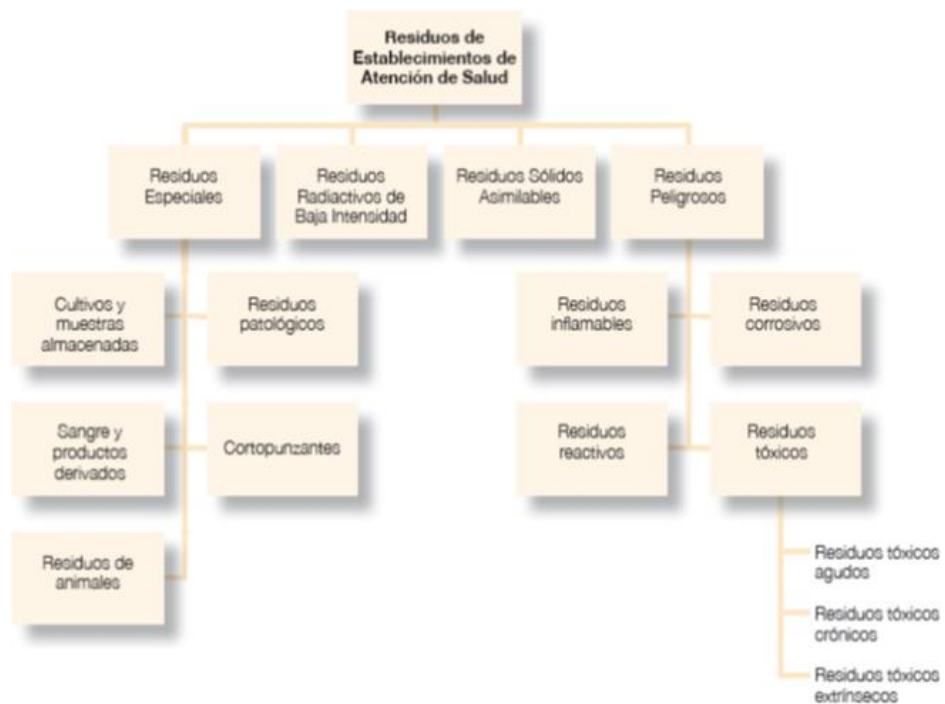 Residuos de
Establecimientos de
Atención de Salud
Residuos
Especiales
Residuos
Radiactivos de
Baja Intensidad
Residuos Sólidos
Asimilables
Residuos
Peligrosos
Cultivos y
muestras
almacenadas
Residuos
patológicos
Residuos
inflamables
Residuos
corrosivos
Sangre y
productos
derivados
Cortopunzantes
Residuos
reactivos
Residuos
tóxicos
Residuos de
animales
Residuos tóxicos
agudos
Residuos tóxicos
crónicos
Residuos tóxicos
extrínsecos